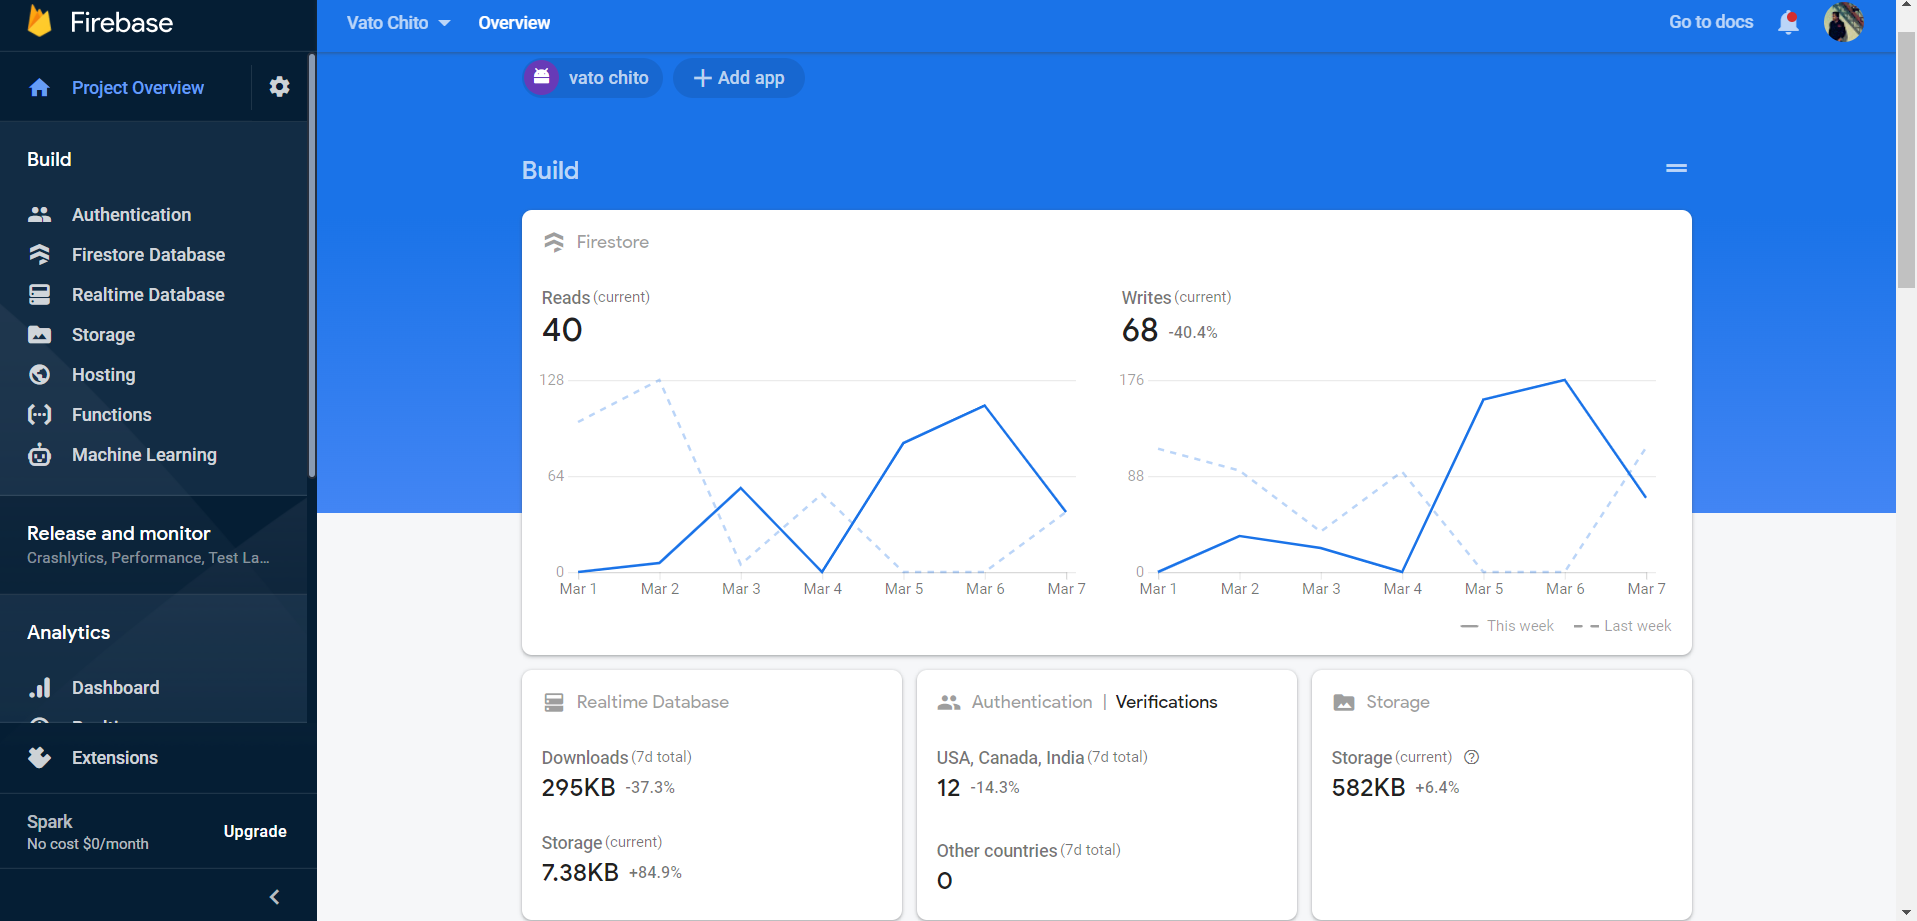 Firebase
Project Overview
Build
Authentication
Firestore Database
Realtime Database
Storage
Hosting
Functions
Machine Learning
Release and monitor
Crashlytics, Performance, Test La...
Analytics
Dashboard
Extensions
Spark
No cost $0/month
Upgrade
Vato Chito
Overview
Go to docs
vato chito
Add app
Build
Firestore
Reads (current)
40
128
64
0
Mar 1 Mar 2 Mar 3 Mar 4 Mar 5 Mar 6 Mar 7
Writes (current)
68 -40.4%
176
88
0
Mar 1 Mar 2 Mar 3 Mar 4 Mar 5 Mar 6 Mar 7
This week Last week
Realtime Database
Downloads (7d total)
295KB -37.3%
Storage (current)
7.38KB +84.9%
Authentication | Verifications
USA, Canada, India (7d total)
12 -14.3%
Other countries (7d total)
0
Storage
Storage (current)
582KB +6.4%